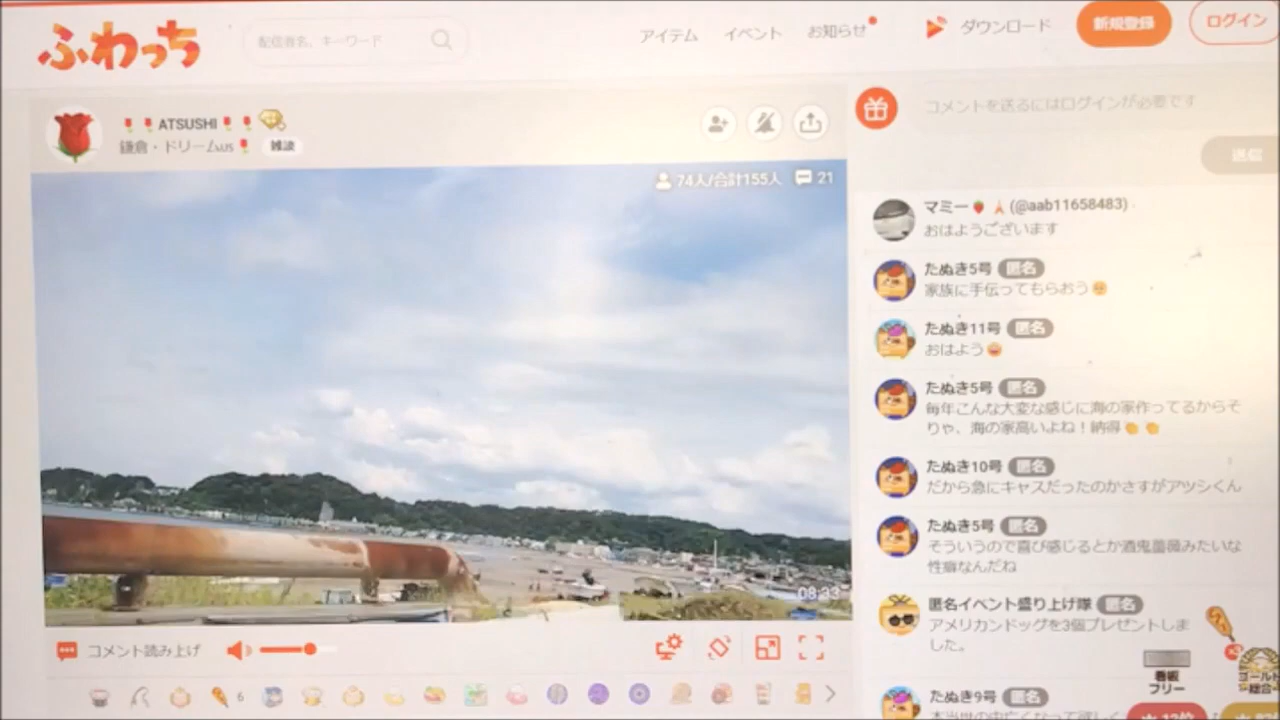 ふわっち
配信者名、キーワード
アイテム
イベント
お知らせ
ダウンロード
新規登録
ログイン
ATSUSHI
鎌倉・ドリームus
雑談
74人/合計155人
21
コメントを送るにはログインが必要です
送信
マミー (@aab11658483)
おはようございます
たぬき5号 匿名
家族に手伝ってもらおう
たぬき11号 匿名
おはよう
たぬき5号 匿名
毎年こんな大変な感じに海の家作ってるからそ
りゃ、海の家高いよね！納得
たぬき10号 匿名
だから急にキャスだったのかさすがアツシくん
たぬき5号 匿名
そういうので喜び感じるとか酒鬼薔薇みたいな
性癖なんだね
匿名イベント盛り上げ隊 匿名
アメリカンドッグを3個プレゼントしま
した。
08:33
コメント読み上げ
6
看板
フリー
ゴールド
総合
たぬき9号 匿名